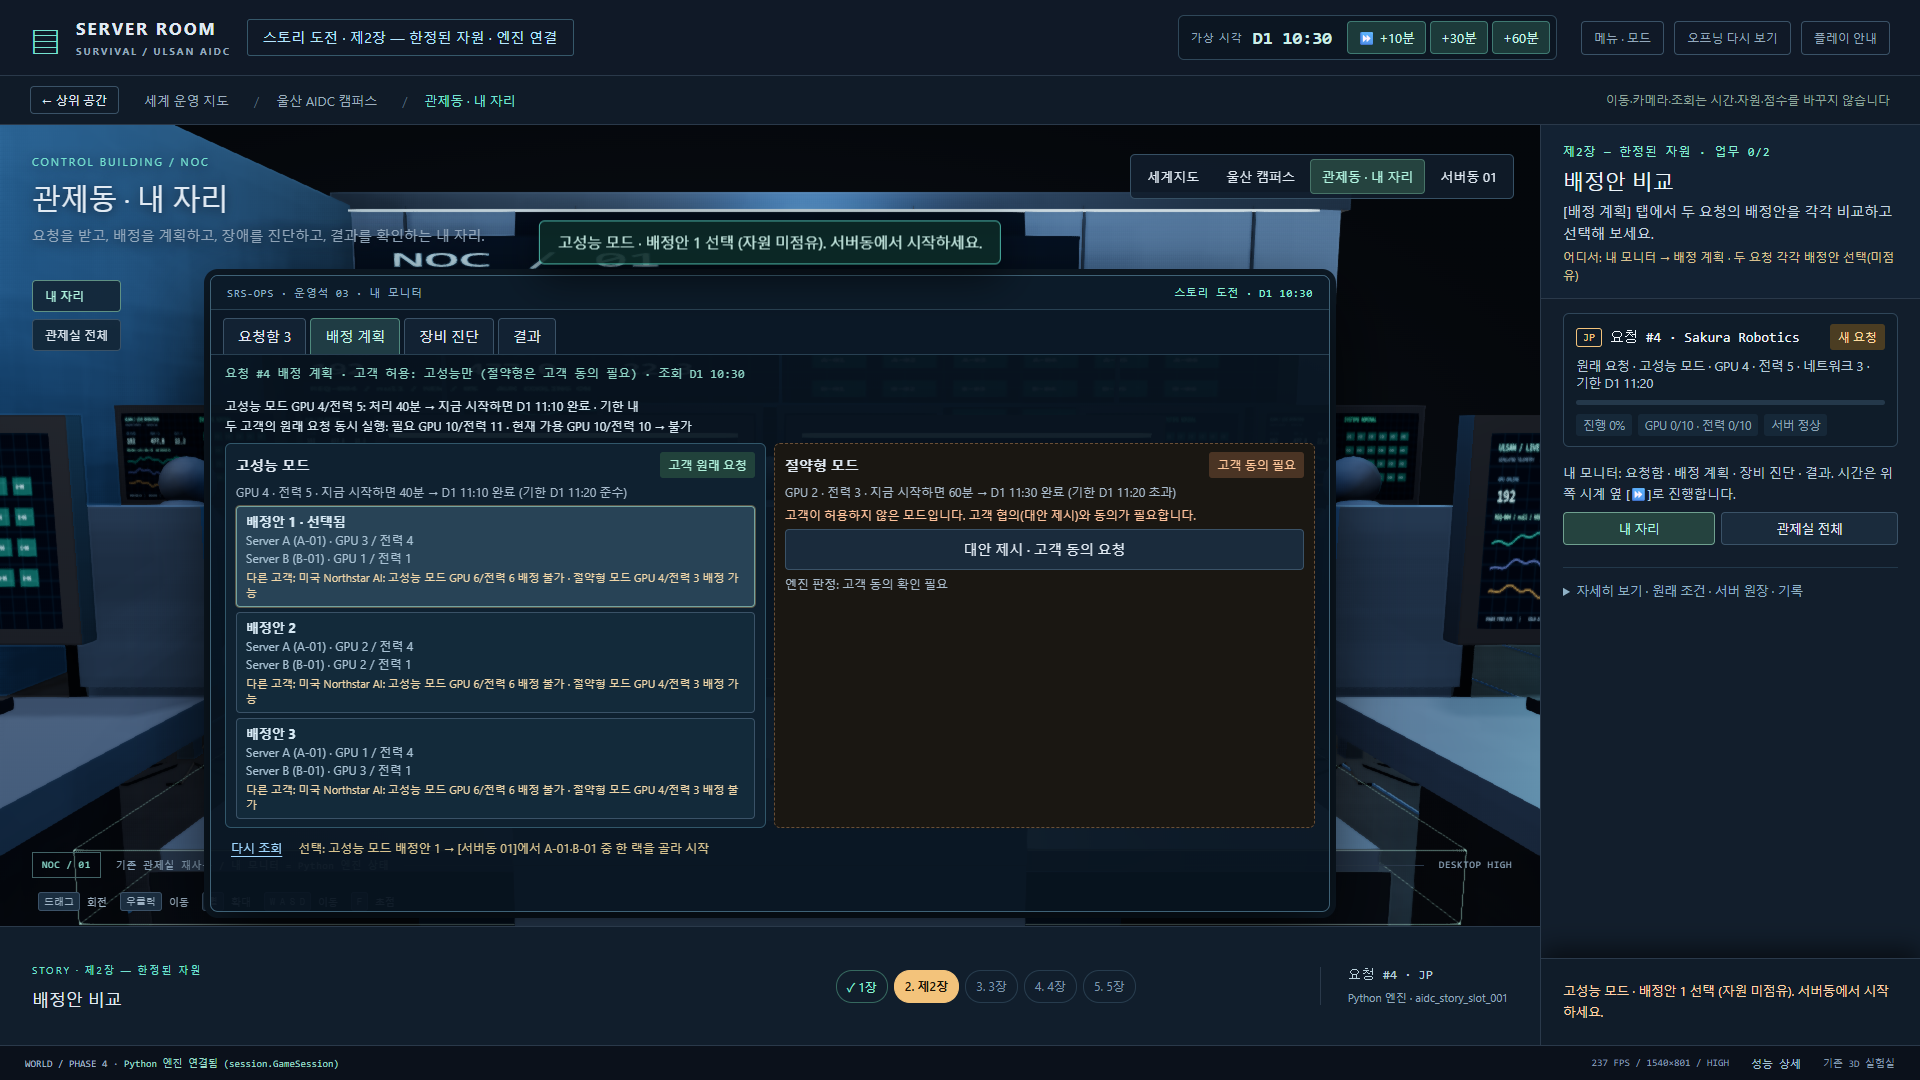 SERVER ROOM
SURVIVAL / ULSAN AIDC
스토리 도전 · 제2장 — 한정된 자원 · 엔진 연결
가상 시각 D1 10:30 ⏩ +10분 +30분 +60분
메뉴 · 모드 오프닝 다시 보기 플레이 안내
← 상위 공간 세계 운영 지도 / 울산 AIDC 캠퍼스 / 관제동 · 내 자리
이동·카메라·조회는 시간·자원·점수를 바꾸지 않습니다
CONTROL BUILDING / NOC
관제동 · 내 자리
요청을 받고, 배정을 계획하고, 장애를 진단하고, 결과를 확인하는 내 자리.
내 자리
관제실 전체
세계지도 울산 캠퍼스 관제동 · 내 자리 서버동 01
고성능 모드 · 배정안 1 선택 (자원 미점유). 서버동에서 시작하세요.
NOC / 01
SRS-OPS · 운영석 03 · 내 모니터
스토리 도전 · D1 10:30
요청함 3 배정 계획 장비 진단 결과
요청 #4 배정 계획 · 고객 허용: 고성능만 (절약형은 고객 동의 필요) · 조회 D1 10:30
고성능 모드 GPU 4/전력 5: 처리 40분 → 지금 시작하면 D1 11:10 완료 · 기한 내
두 고객의 원래 요청 동시 실행: 필요 GPU 10/전력 11 · 현재 가용 GPU 10/전력 10 → 불가
고성능 모드 고객 원래 요청
GPU 4 · 전력 5 · 지금 시작하면 40분 → D1 11:10 완료 (기한 D1 11:20 준수)
배정안 1 · 선택됨
Server A (A-01) · GPU 3 / 전력 4
Server B (B-01) · GPU 1 / 전력 1
다른 고객: 미국 Northstar AI: 고성능 모드 GPU 6/전력 6 배정 불가 · 절약형 모드 GPU 4/전력 3 배정 가
능
배정안 2
Server A (A-01) · GPU 2 / 전력 4
Server B (B-01) · GPU 2 / 전력 1
다른 고객: 미국 Northstar AI: 고성능 모드 GPU 6/전력 6 배정 불가 · 절약형 모드 GPU 4/전력 3 배정 가
능
배정안 3
Server A (A-01) · GPU 1 / 전력 4
Server B (B-01) · GPU 3 / 전력 1
다른 고객: 미국 Northstar AI: 고성능 모드 GPU 6/전력 6 배정 불가 · 절약형 모드 GPU 4/전력 3 배정 불
가
절약형 모드 고객 동의 필요
GPU 2 · 전력 3 · 지금 시작하면 60분 → D1 11:30 완료 (기한 D1 11:20 초과)
고객이 허용하지 않은 모드입니다. 고객 협의(대안 제시)와 동의가 필요합니다.
대안 제시 · 고객 동의 요청
엔진 판정: 고객 동의 확인 필요
다시 조회 선택: 고성능 모드 배정안 1 → [서버동 01]에서 A-01·B-01 중 한 랙을 골라 시작
NOC / 01 기존 관제실 재사
DESKTOP HIGH
드래그 회전 우클릭 이동
제2장 — 한정된 자원 · 업무 0/2
배정안 비교
[배정 계획] 탭에서 두 요청의 배정안을 각각 비교하고
선택해 보세요.
어디서: 내 모니터 → 배정 계획 · 두 요청 각각 배정안 선택(미점
유)
JP 요청 #4 · Sakura Robotics 새 요청
원래 요청 · 고성능 모드 · GPU 4 · 전력 5 · 네트워크 3 ·
기한 D1 11:20
진행 0% GPU 0/10 · 전력 0/10 서버 정상
내 모니터: 요청함 · 배정 계획 · 장비 진단 · 결과. 시간은 위
쪽 시계 옆 [⏩]로 진행합니다.
내 자리 관제실 전체
▶ 자세히 보기 · 원래 조건 · 서버 원장 · 기록
ULSAN / LIVE
192
STORY · 제2장 — 한정된 자원
배정안 비교
✓ 1장 2. 제2장 3. 3장 4. 4장 5. 5장
요청 #4 · JP
Python 엔진 · aidc_story_slot_001
고성능 모드 · 배정안 1 선택 (자원 미점유). 서버동에서 시작
하세요.
WORLD / PHASE 4 · Python 엔진 연결됨 (session.GameSession)
237 FPS / 1540×801 / HIGH 성능 상세 기존 3D 실험실